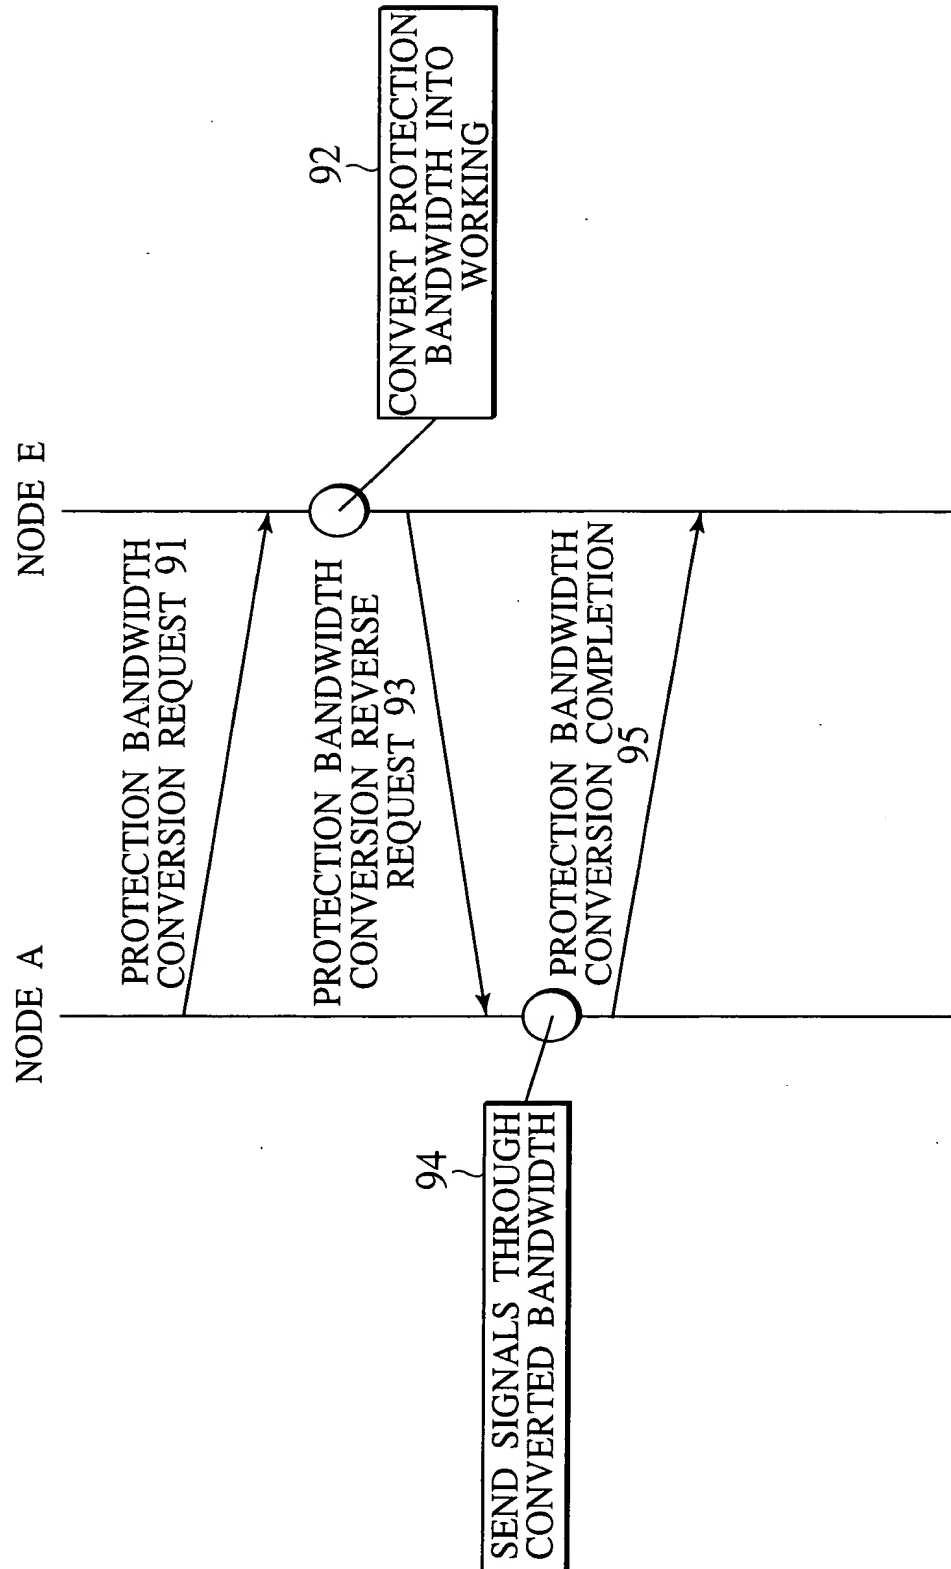 NODE A
NODE E
PROTECTION BANDWIDTH
CONVERSION REQUEST 91
92
CONVERT PROTECTION
BANDWIDTH INTO
WORKING
PROTECTION BANDWIDTH
CONVERSION REVERSE
REQUEST 93
94
SEND SIGNALS THROUGH
CONVERTED BANDWIDTH
PROTECTION BANDWIDTH
CONVERSION COMPLETION
95